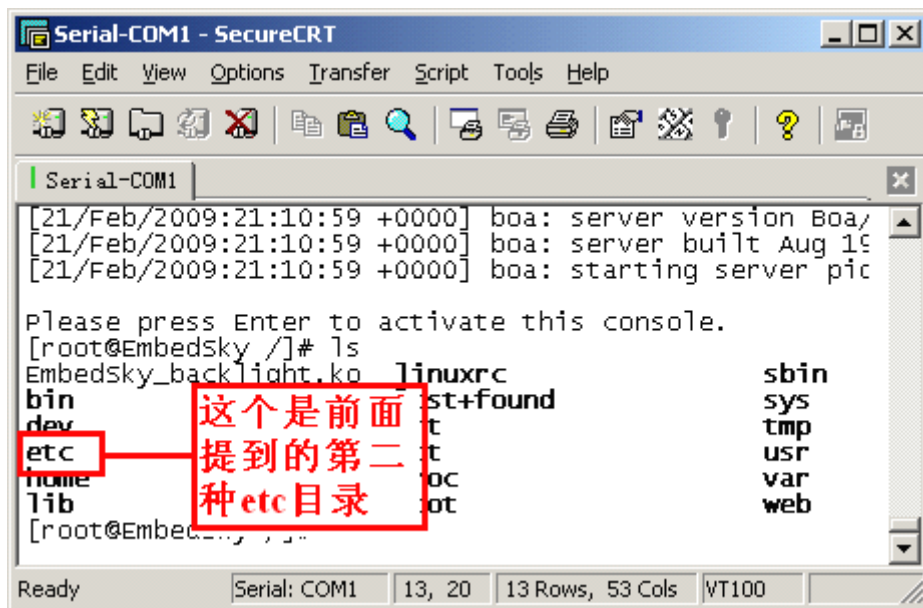 Serial-COM1 - SecureCRT
File Edit View Options Transfer Script Tools Help
Serial-COM1
[21/Feb/2009:21:10:59 +0000] boa: server version Boa/
[21/Feb/2009:21:10:59 +0000] boa: server built Aug 19
[21/Feb/2009:21:10:59 +0000] boa: starting server pid
Please press Enter to activate this console.
[root@EmbedSky /]# ls
EmbedSky_backlight.ko linuxrc sbin
bin st+found sys
dev t tmp
etc t usr
home oc var
lib ot web
这个是前面
提到的第二
种etc目录
Ready Serial: COM1 13, 20 13 Rows, 53 Cols VT100